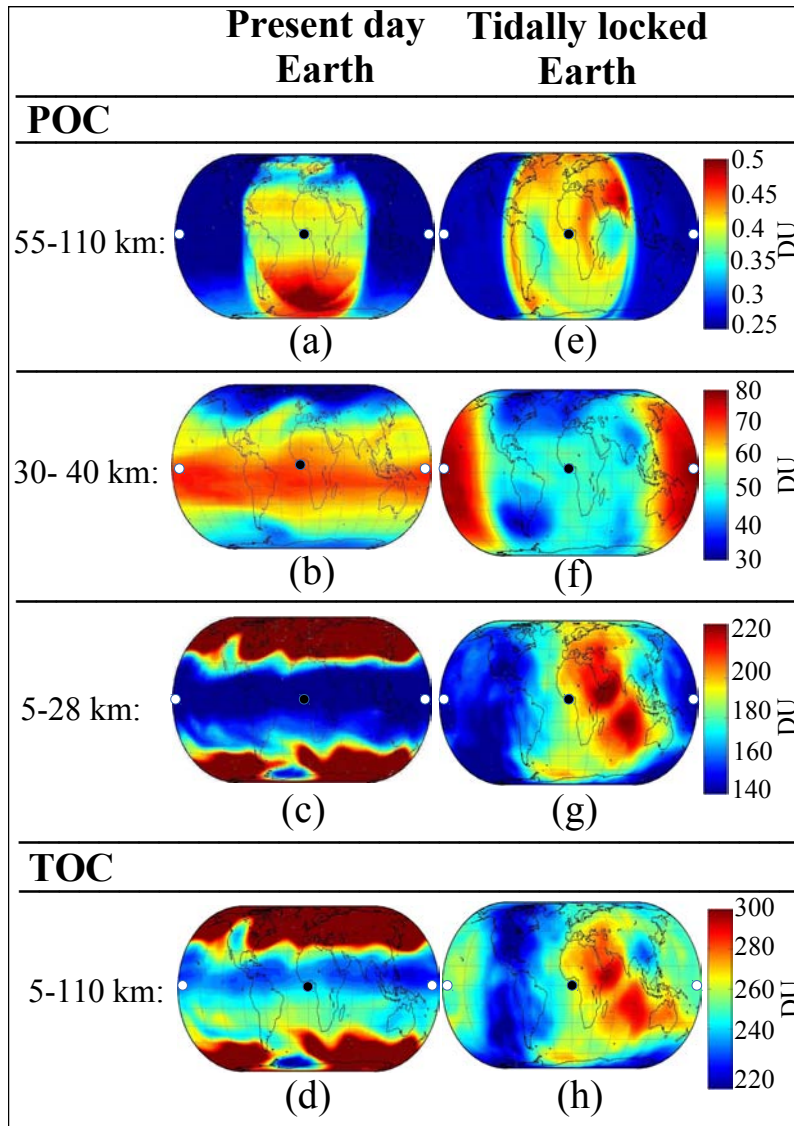 Present day Tidally locked
Earth Earth
POC
55-110 km:
0.5
0.45
0.4
0.35
0.3
0.25
DU
(a) (e)
30- 40 km:
80
70
60
50
40
30
DU
(b) (f)
5-28 km:
220
200
180
160
140
DU
(c) (g)
TOC
5-110 km:
300
280
260
240
220
DU
(d) (h)